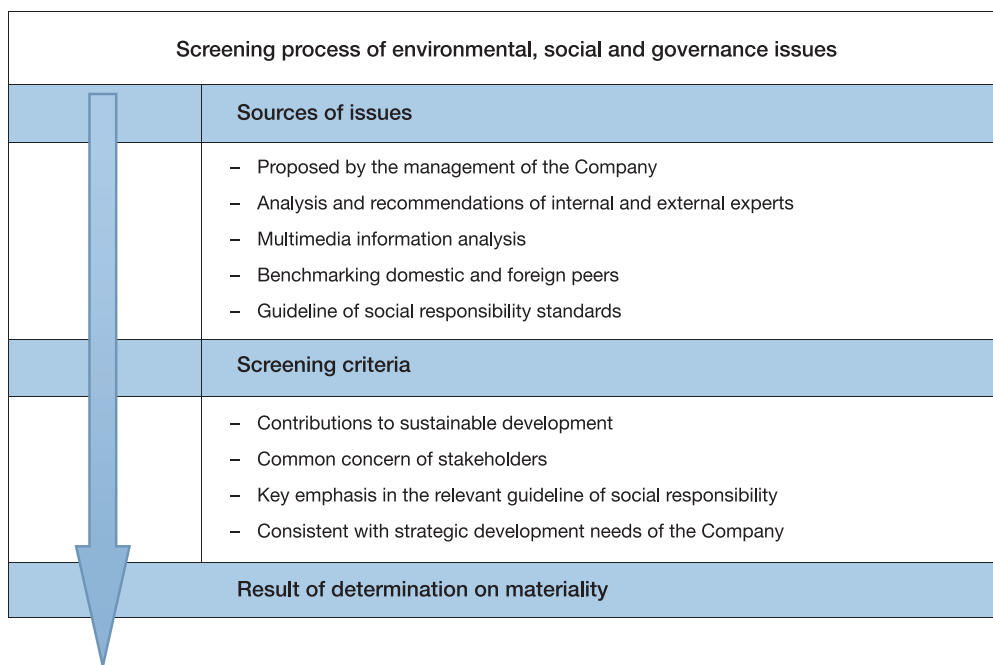 Screening process of environmental, social and governance issues
Sources of issues
– Proposed by the management of the Company
– Analysis and recommendations of internal and external experts
– Multimedia information analysis
– Benchmarking domestic and foreign peers
– Guideline of social responsibility standards
Screening criteria
– Contributions to sustainable development
– Common concern of stakeholders
– Key emphasis in the relevant guideline of social responsibility
– Consistent with strategic development needs of the Company
Result of determination on materiality